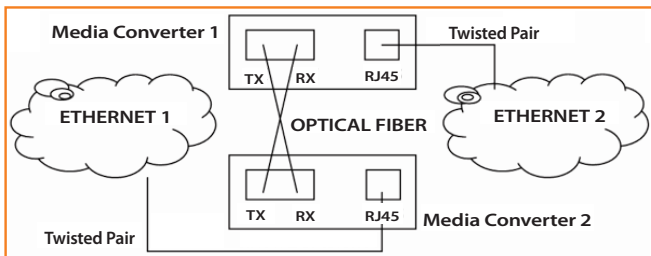 Media Converter 1
Twisted Pair
TX RX RJ45
ETHERNET 1
OPTICAL FIBER
ETHERNET 2
TX RX RJ45
Media Converter 2
Twisted Pair